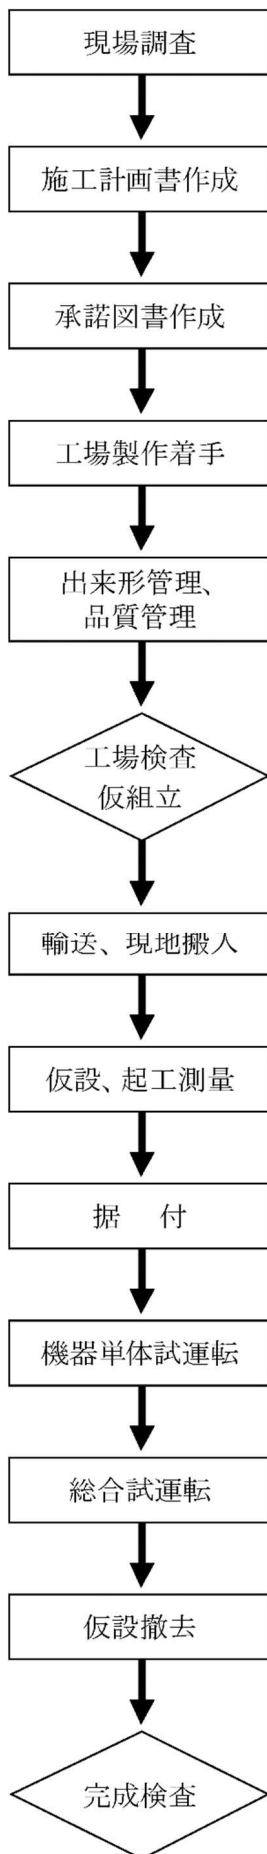 現場調査
施工計画書作成
承諾図書作成
工場製作着手
出来形管理、
品質管理
工場検査
仮組立
輸送、現地搬入
仮設、起工測量
据 付
機器単体試運転
総合試運転
仮設撤去
完成検査